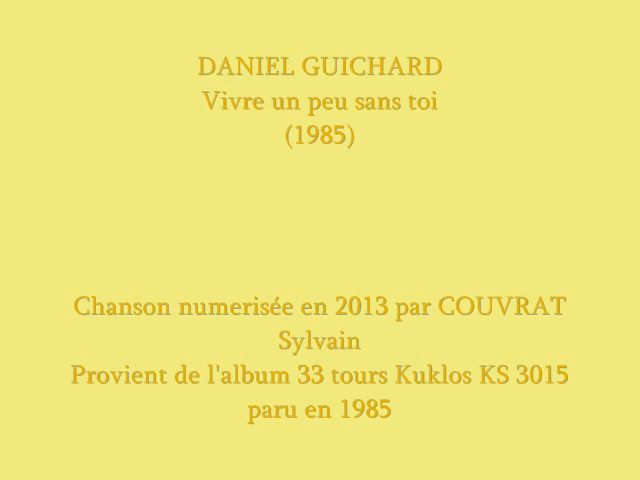 DANIEL GUICHARD
Vivre un peu sans toi
(1985)
Chanson numerisée en 2013 par COUVRAT
Sylvain
Provient de l'album 33 tours Kuklos KS 3015
paru en 1985